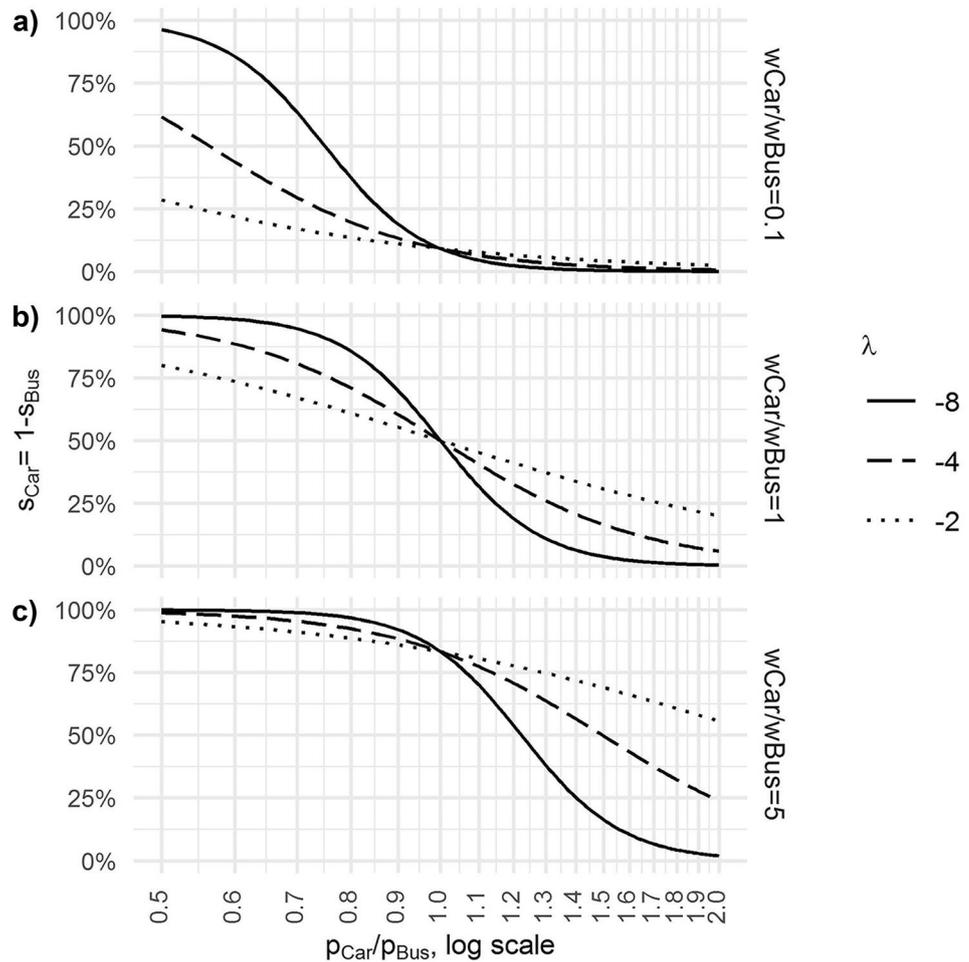 a)
100%
75%
50%
25%
0%
wCar/wBus=0.1
b)
100%
75%
50%
25%
0%
wCar/wBus=1
c)
100%
75%
50%
25%
0%
wCar/wBus=5
sCar= 1-sBus
0.5 0.6 0.7 0.8 0.9 1.0 1.1 1.2 1.3 1.4 1.5 1.6 1.7 1.8 1.9 2.0
pCar/pBus, log scale
λ
-8
-4
-2